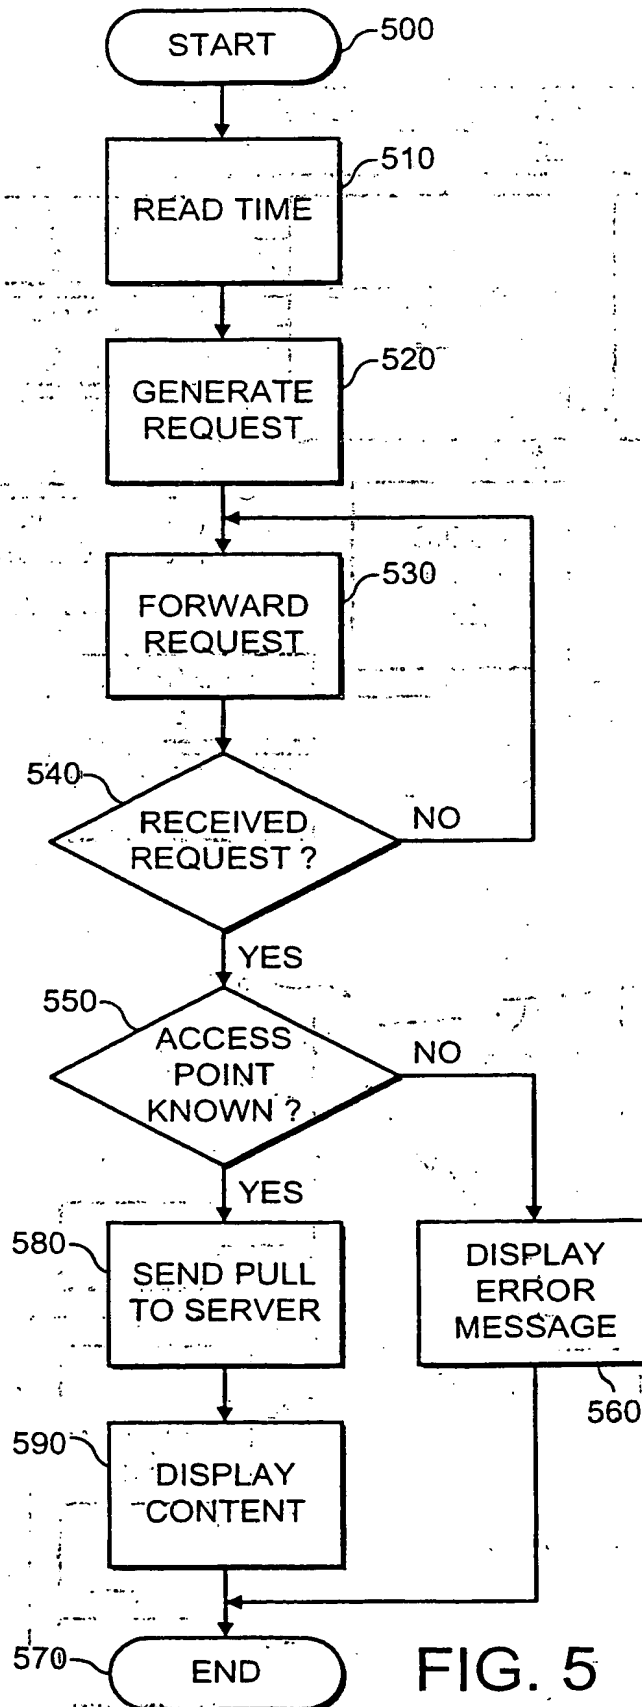 START
500
510
READ TIME
520
GENERATE
REQUEST
530
FORWARD
REQUEST
540
RECEIVED
REQUEST ?
NO
YES
550
ACCESS
POINT
KNOWN ?
NO
YES
580
SEND PULL
TO SERVER
DISPLAY
ERROR
MESSAGE
560
590
DISPLAY
CONTENT
570
END
FIG. 5